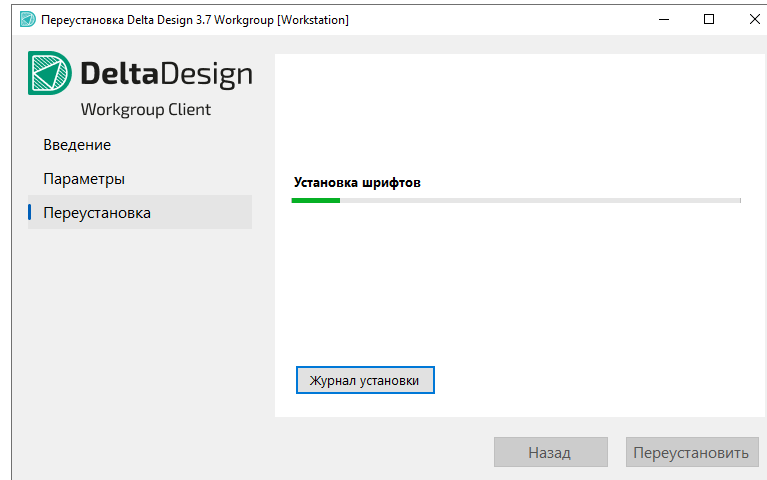 Переустановка Delta Design 3.7 Workgroup [Workstation]
DeltaDesign
Workgroup Client
Введение
Параметры
Переустановка
Установка шрифтов
Журнал установки
Назад
Переустановить